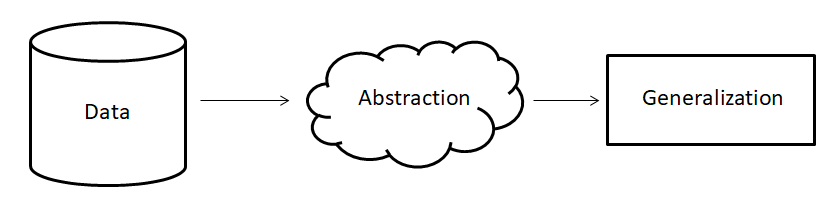 Data
Abstraction
Generalization